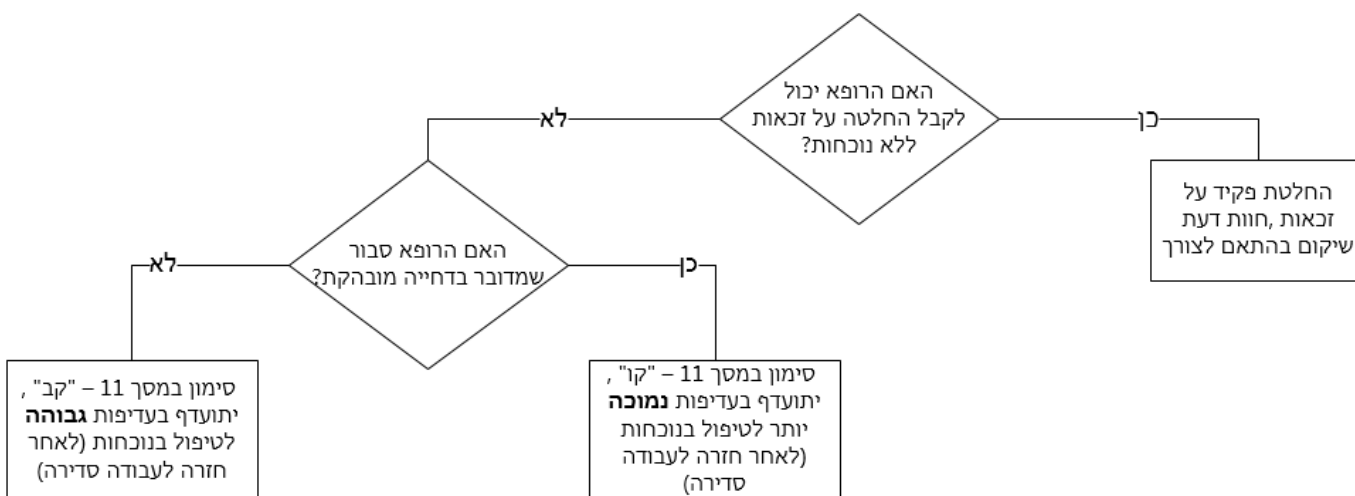 האם הרופא יכול
לקבל החלטה על זכאות
ללא נוכחות?
כן
לא
החלטת פקיד על
זכאות ,חוות דעת
שיקום בהתאם לצורך
האם הרופא סבור
שמדובר בדחייה מובהקת?
כן
לא
סימון במסך 11 – "קו" ,
יתועדף בעדיפות נמוכה
יותר לטיפול בנוכחות
(לאחר חזרה לעבודה
סדירה)
סימון במסך 11 – "קב" ,
יתועדף בעדיפות גבוהה
לטיפול בנוכחות (לאחר
חזרה לעבודה סדירה)